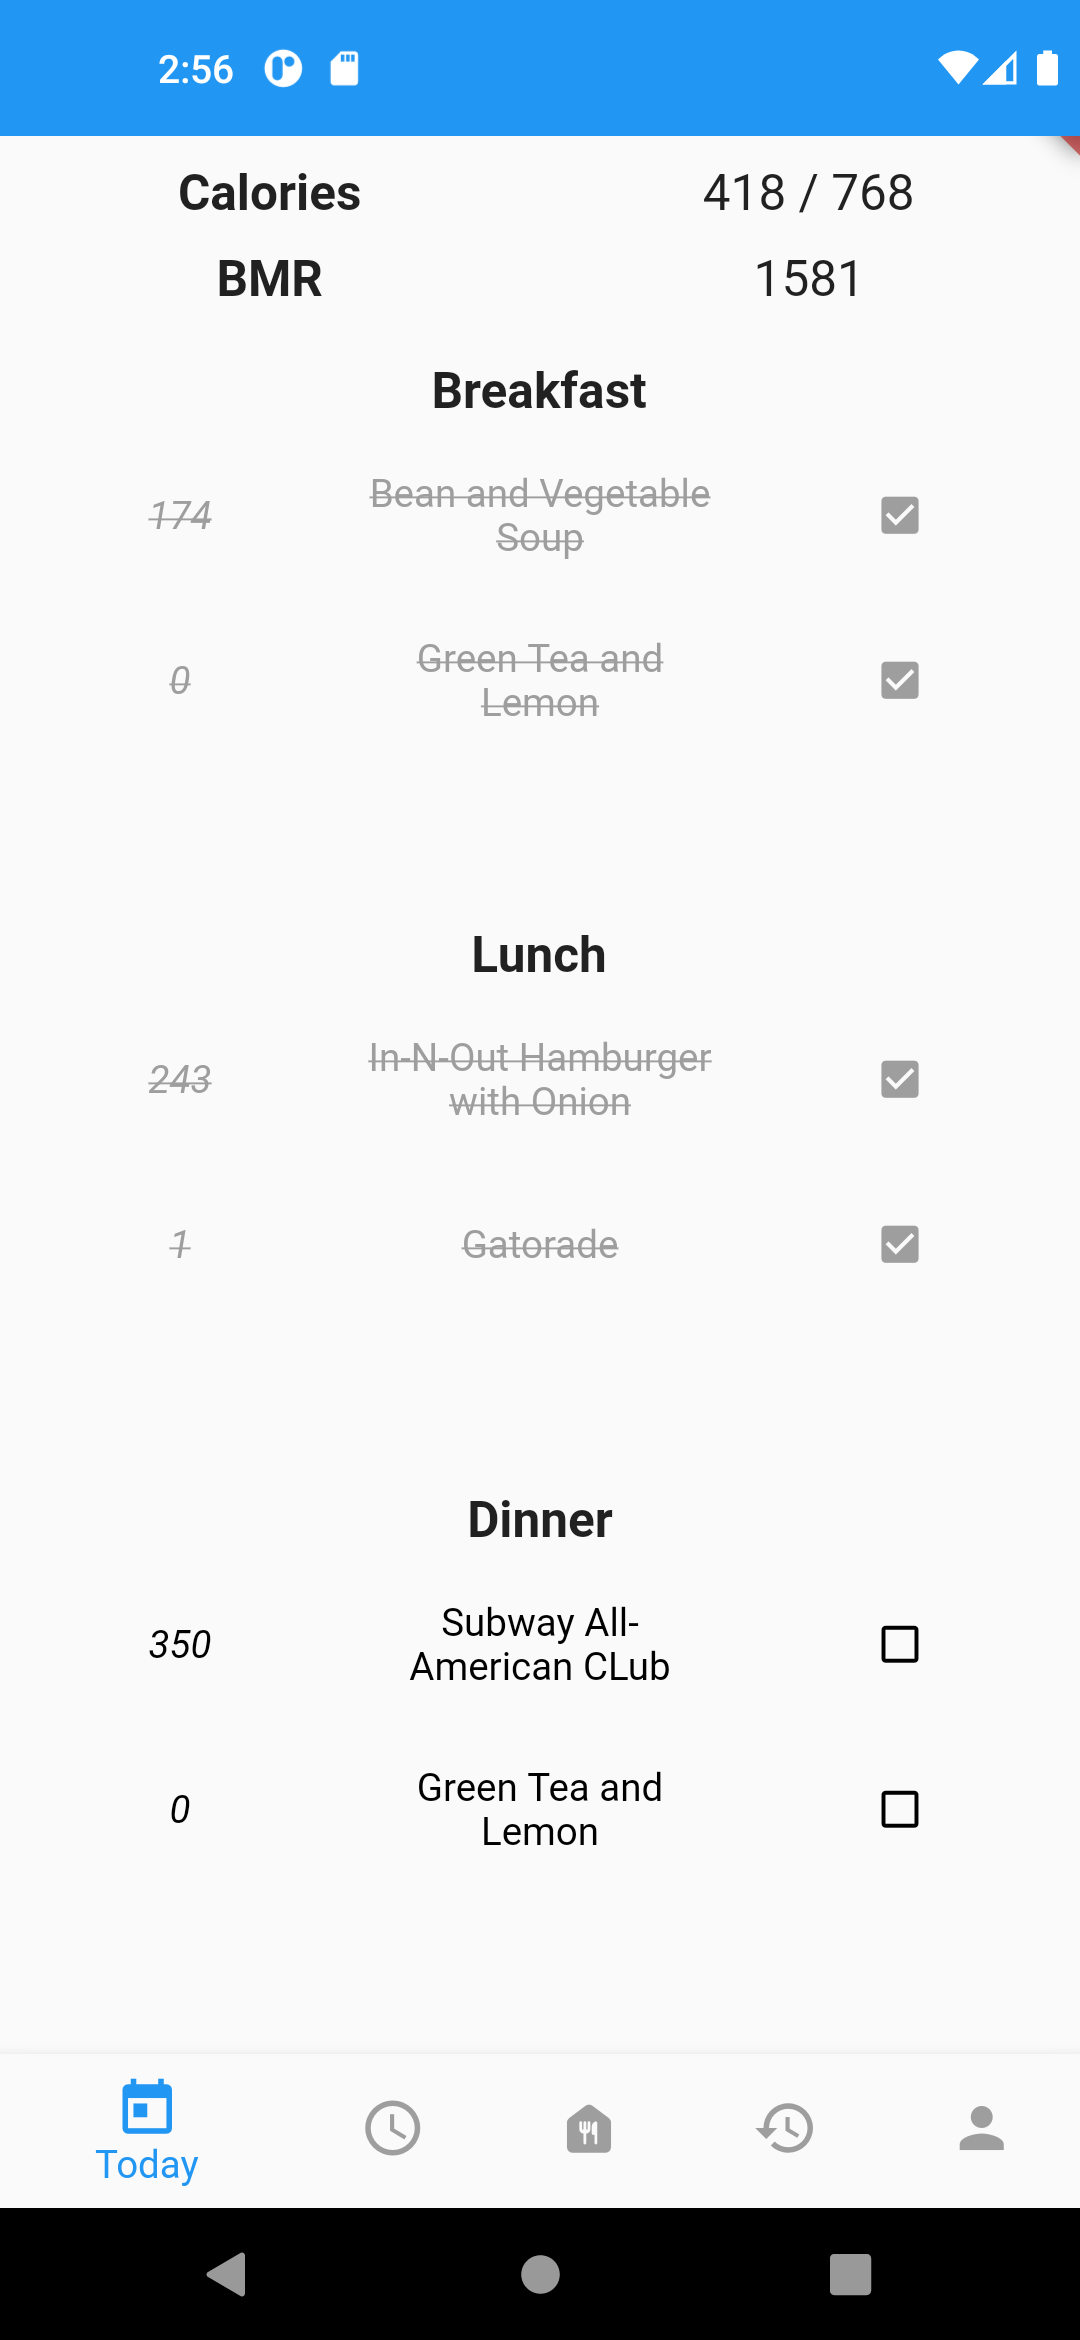 2:56
Calories 418 / 768
BMR 1581
Breakfast
174 Bean and Vegetable
Soup
0 Green Tea and
Lemon
Lunch
243 In-N-Out Hamburger
with Onion
1 Gatorade
Dinner
350 Subway All-
American CLub
0 Green Tea and
Lemon
Today